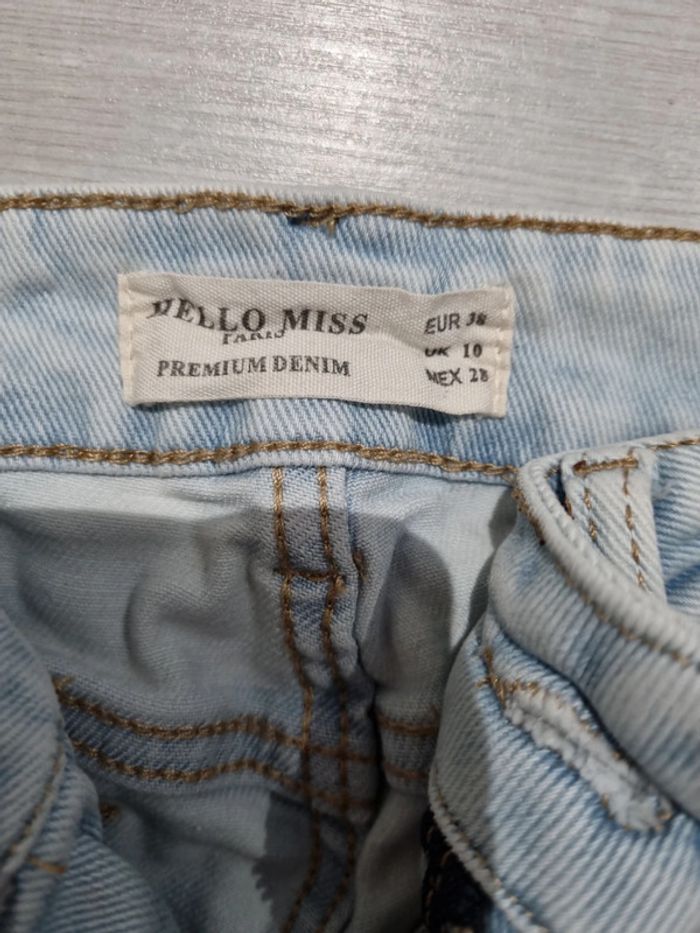 HELLO MISS
PARIS
PREMIUM DENIM
EUR 38
UK 10
MEX 28